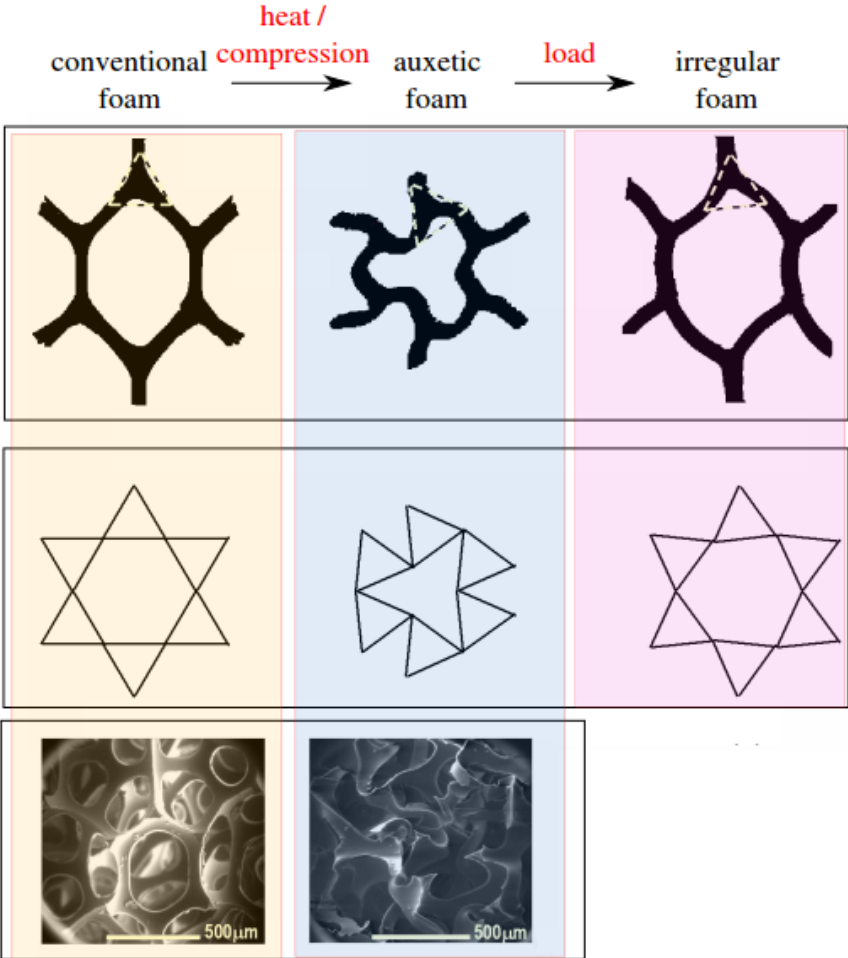 heat /
compression
conventional
foam
auxetic
foam
load
irregular
foam
500μm
500μm